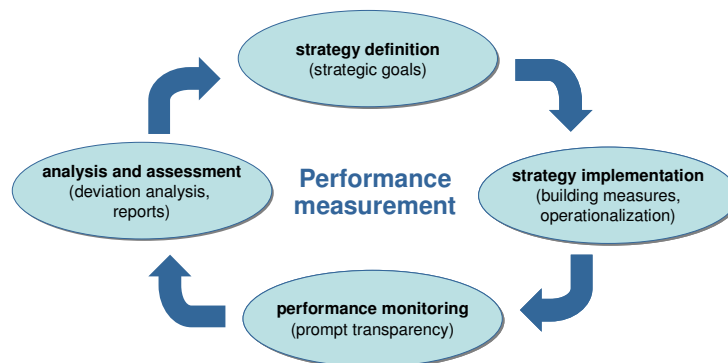 strategy definition
(strategic goals)
analysis and assessment
(deviation analysis,
reports)
Performance
measurement
strategy implementation
(building measures,
operationalization)
performance monitoring
(prompt transparency)